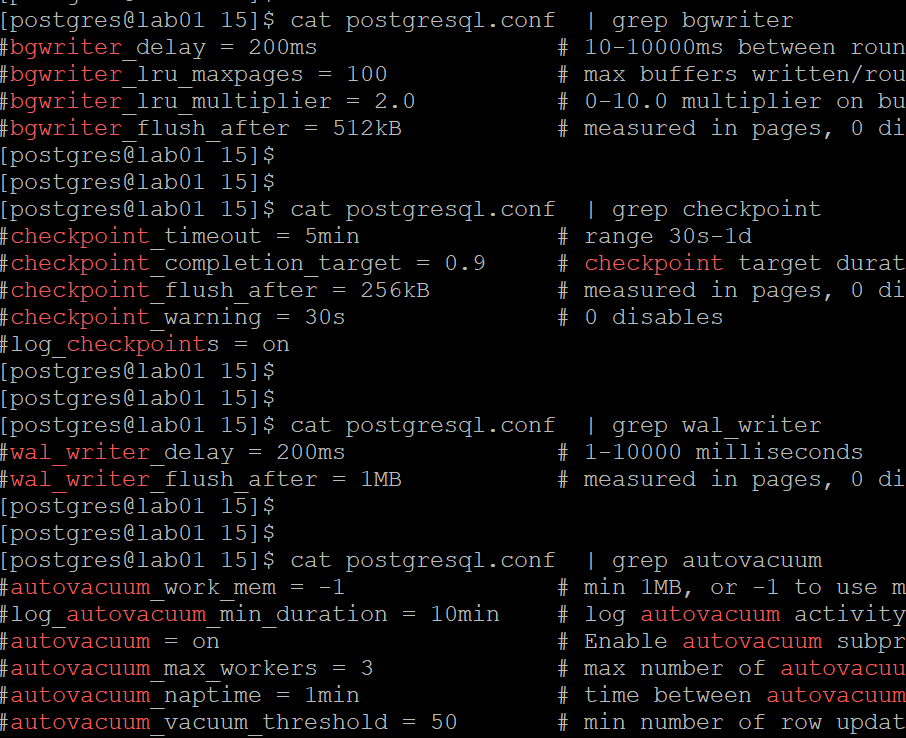 [postgres@lab01 15]$ cat postgresql.conf  | grep bgwriter
#bgwriter_delay = 200ms                 # 10-10000ms between roun
#bgwriter_lru_maxpages = 100            # max buffers written/rou
#bgwriter_lru_multiplier = 2.0          # 0-10.0 multiplier on bu
#bgwriter_flush_after = 512kB           # measured in pages, 0 di
[postgres@lab01 15]$
[postgres@lab01 15]$
[postgres@lab01 15]$ cat postgresql.conf  | grep checkpoint
#checkpoint_timeout = 5min              # range 30s-1d
#checkpoint_completion_target = 0.9     # checkpoint target durat
#checkpoint_flush_after = 256kB         # measured in pages, 0 di
#checkpoint_warning = 30s               # 0 disables
#log_checkpoints = on
[postgres@lab01 15]$
[postgres@lab01 15]$
[postgres@lab01 15]$ cat postgresql.conf  | grep wal_writer
#wal_writer_delay = 200ms               # 1-10000 milliseconds
#wal_writer_flush_after = 1MB           # measured in pages, 0 di
[postgres@lab01 15]$
[postgres@lab01 15]$
[postgres@lab01 15]$ cat postgresql.conf  | grep autovacuum
#autovacuum_work_mem = -1               # min 1MB, or -1 to use m
#log_autovacuum_min_duration = 10min    # log autovacuum activity
#autovacuum = on                        # Enable autovacuum subpr
#autovacuum_max_workers = 3             # max number of autovacuu
#autovacuum_naptime = 1min              # time between autovacuum
#autovacuum_vacuum_threshold = 50       # min number of row updat